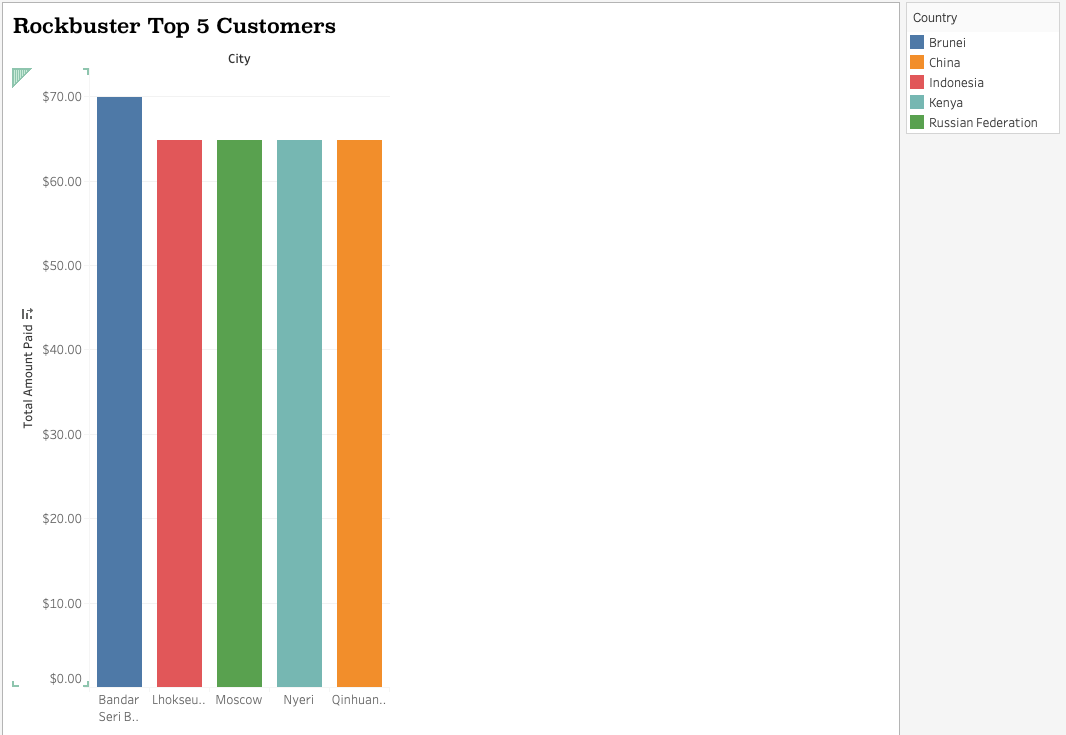 Rockbuster Top 5 Customers
City
Country
Brunei
China
Indonesia
Kenya
Russian Federation
Total Amount Paid
$70.00
$60.00
$50.00
$40.00
$30.00
$20.00
$10.00
$0.00
Bandar
Seri B..
Lhokseu..
Moscow
Nyeri
Qinhuan..